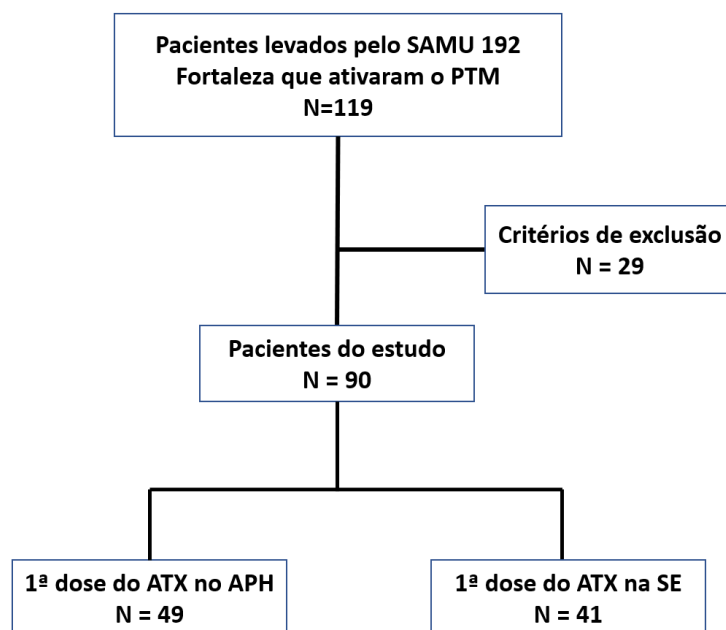 Pacientes levados pelo SAMU 192
Fortaleza que ativaram o PTM
N=119
Critérios de exclusão
N = 29
Pacientes do estudo
N = 90
1ª dose do ATX no APH
N = 49
1ª dose do ATX na SE
N = 41